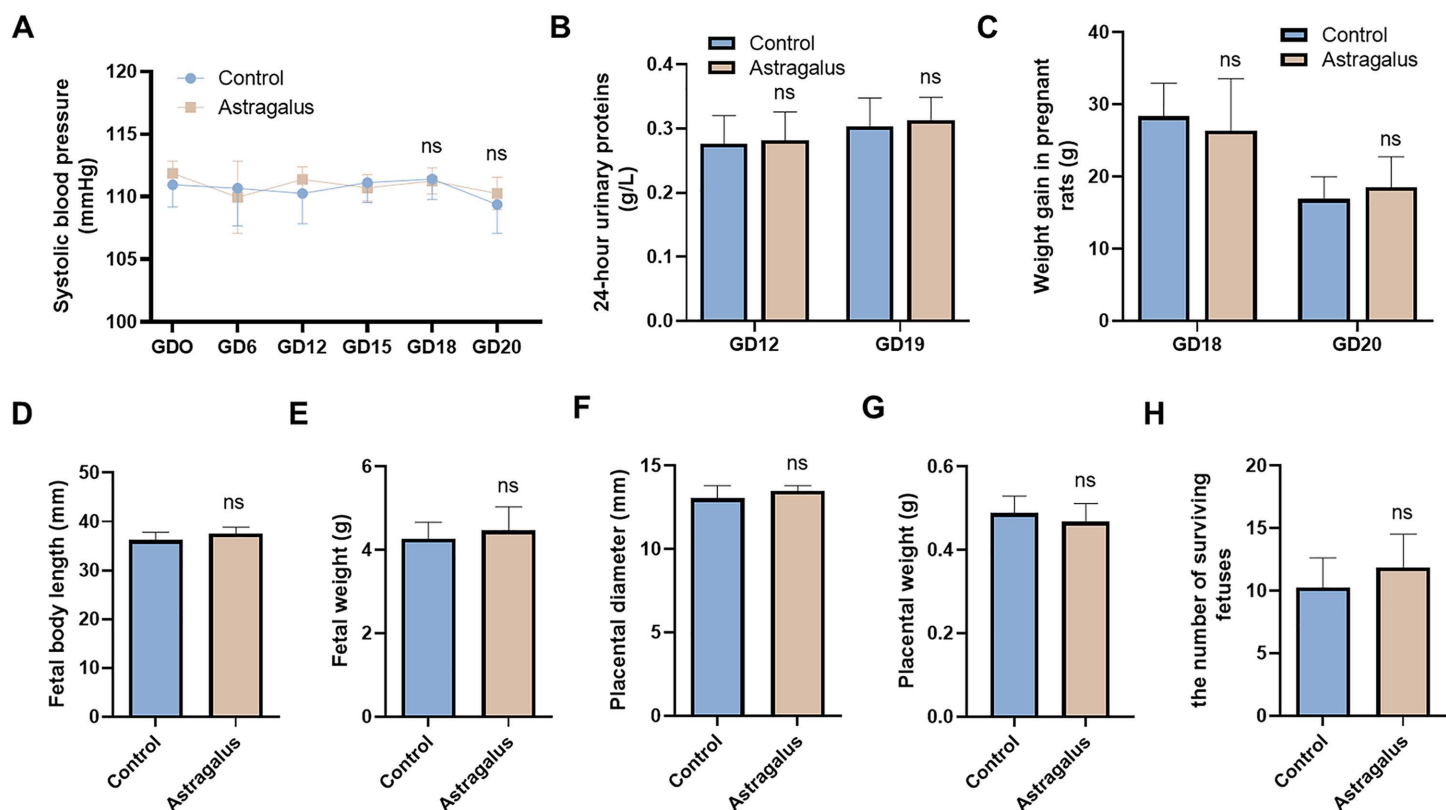 A
Systolic blood pressure
(mmHg)
120
115
110
105
100
Control
Astragalus
ns
ns
GDO
GD6
GD12
GD15
GD18
GD20
B
24-hour urinary proteins
(g/L)
0.4
0.3
0.2
0.1
0.0
Control
Astragalus
ns
ns
GD12
GD19
C
Weight gain in pregnant
rats (g)
40
30
20
10
0
Control
Astragalus
ns
ns
GD18
GD20
D
Fetal body length (mm)
50
40
30
20
10
0
ns
Control
Astragalus
E
Fetal weight (g)
6
4
2
0
ns
Control
Astragalus
F
Placental diameter (mm)
15
10
5
0
ns
Control
Astragalus
G
Placental weight (g)
0.6
0.4
0.2
0.0
ns
Control
Astragalus
H
the number of surviving
fetuses
20
15
10
5
0
ns
Control
Astragalus